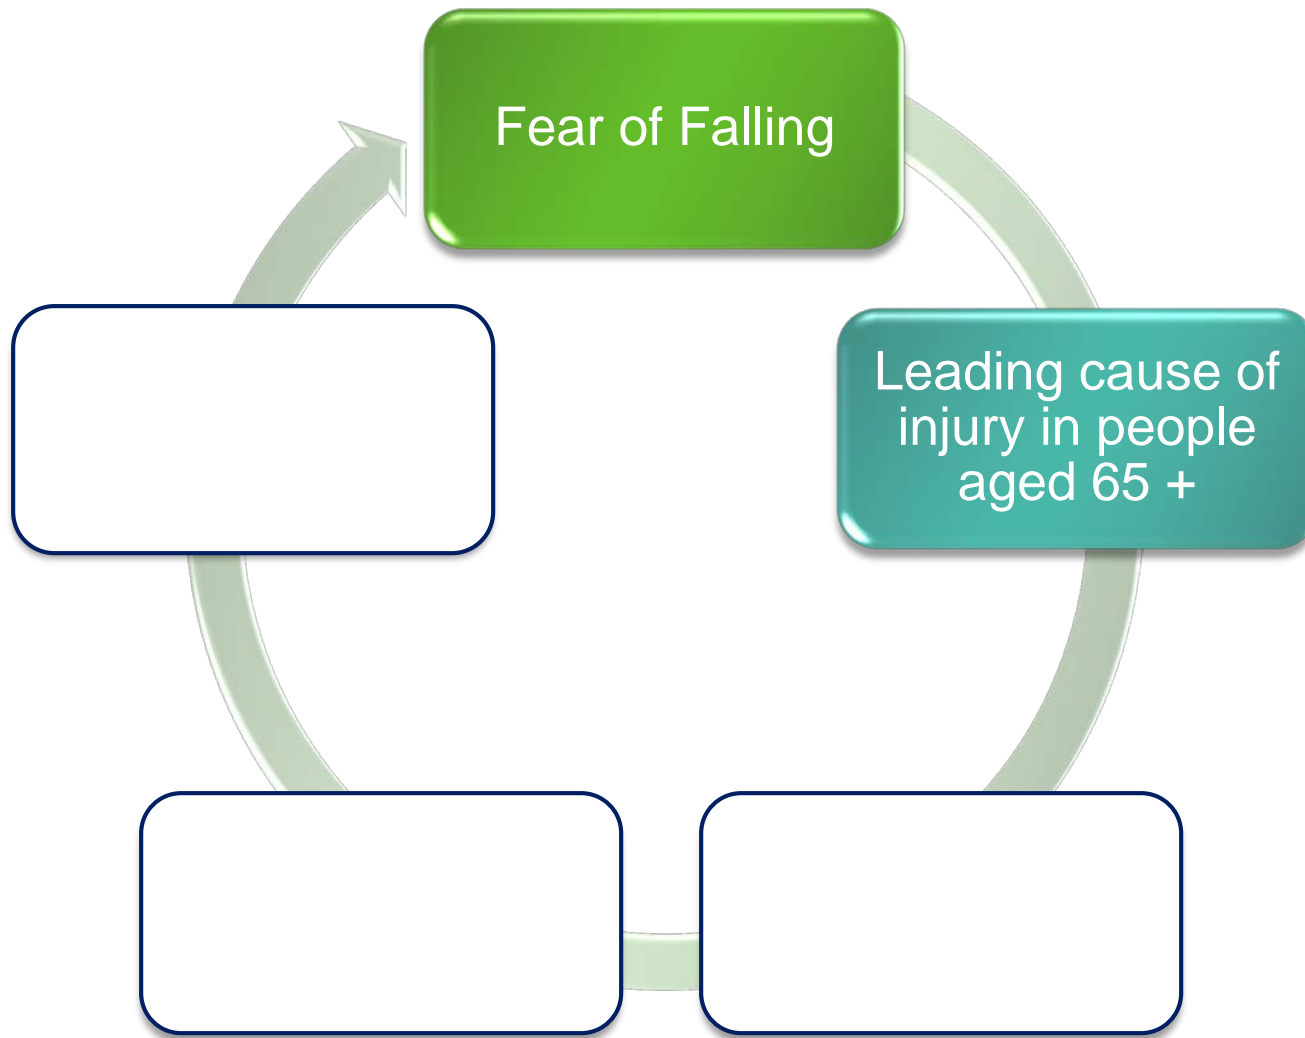 Fear of Falling
Leading cause of
injury in people
aged 65 +